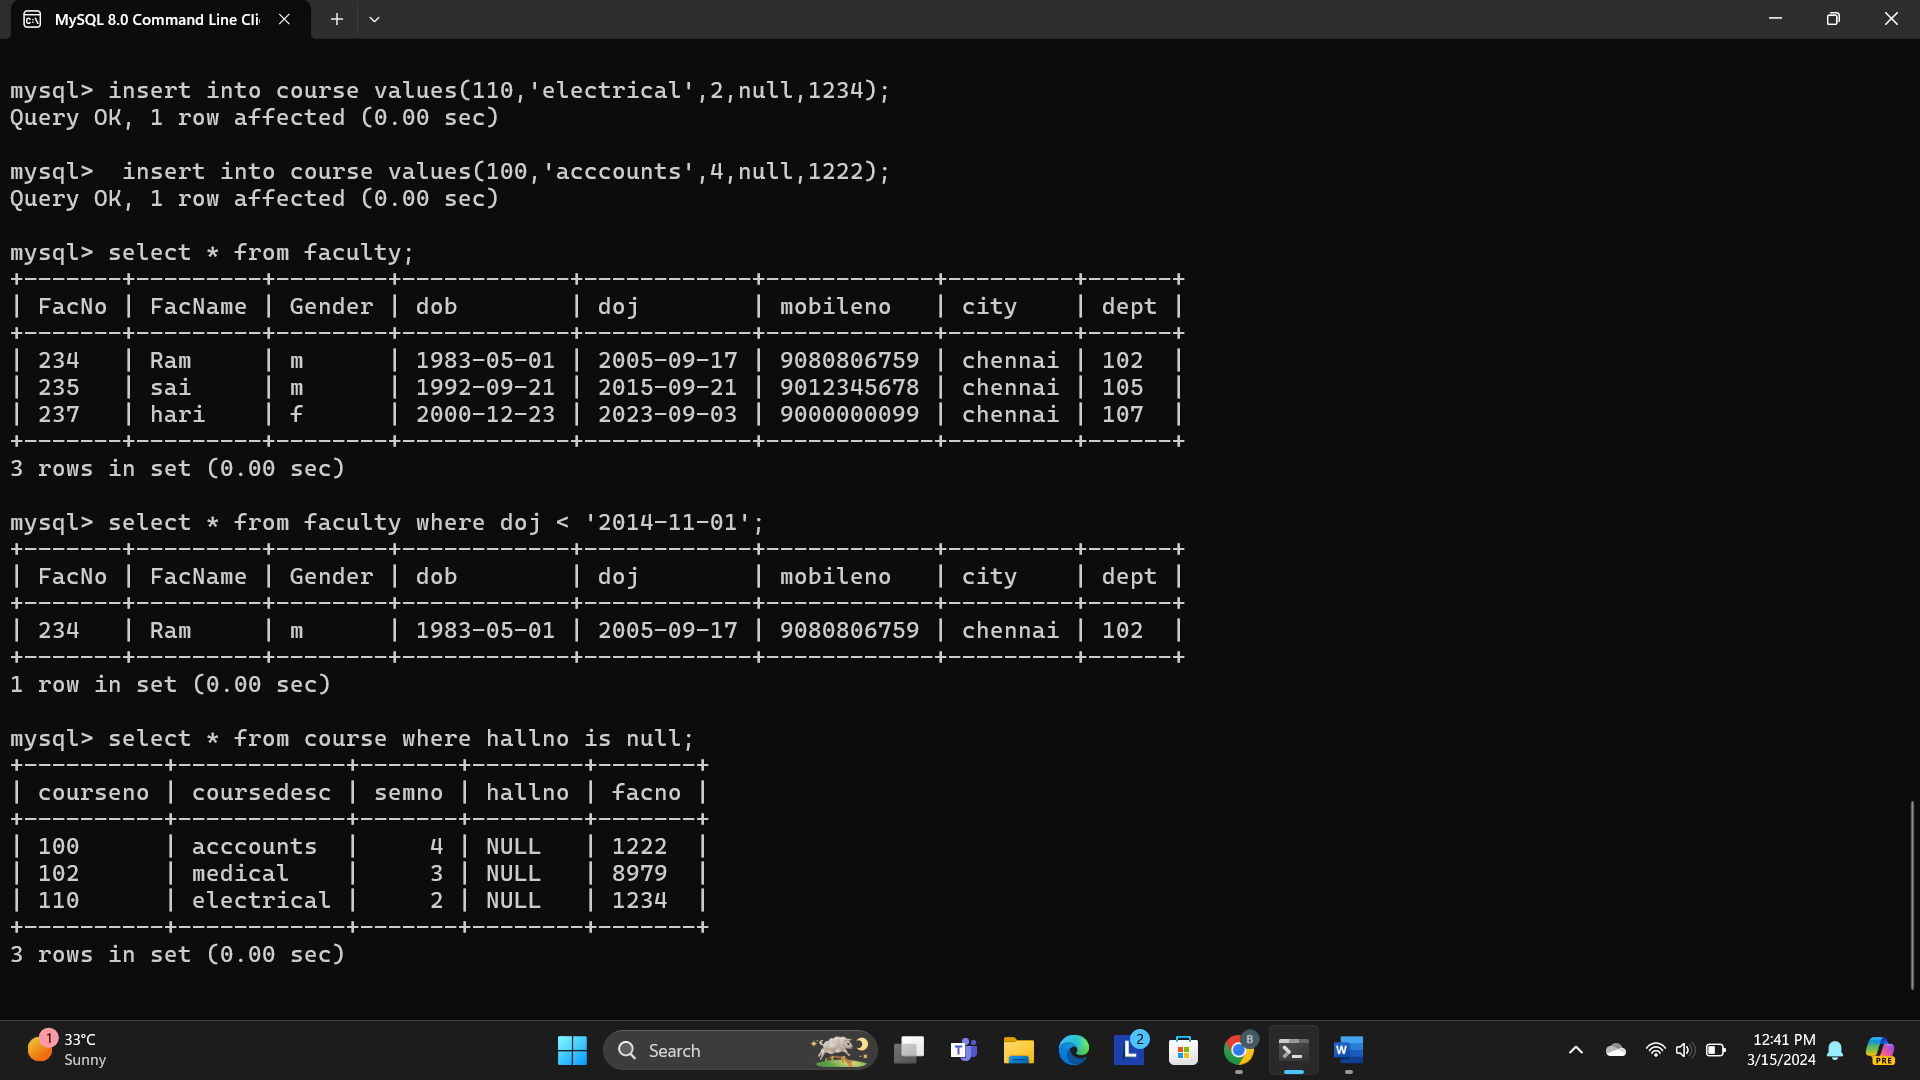 MySQL 8.0 Command Line Cli
mysql> insert into course values(110,'electrical',2,null,1234);
Query OK, 1 row affected (0.00 sec)
mysql>  insert into course values(100,'acccounts',4,null,1222);
Query OK, 1 row affected (0.00 sec)
mysql> select * from faculty;
+-------+---------+--------+------------+------------+------------+---------+------+
| FacNo | FacName | Gender | dob        | doj        | mobileno   | city    | dept |
+-------+---------+--------+------------+------------+------------+---------+------+
| 234   | Ram     | m      | 1983-05-01 | 2005-09-17 | 9080806759 | chennai | 102  |
| 235   | sai     | m      | 1992-09-21 | 2015-09-21 | 9012345678 | chennai | 105  |
| 237   | hari    | f      | 2000-12-23 | 2023-09-03 | 9000000099 | chennai | 107  |
+-------+---------+--------+------------+------------+------------+---------+------+
3 rows in set (0.00 sec)
mysql> select * from faculty where doj < '2014-11-01';
+-------+---------+--------+------------+------------+------------+---------+------+
| FacNo | FacName | Gender | dob        | doj        | mobileno   | city    | dept |
+-------+---------+--------+------------+------------+------------+---------+------+
| 234   | Ram     | m      | 1983-05-01 | 2005-09-17 | 9080806759 | chennai | 102  |
+-------+---------+--------+------------+------------+------------+---------+------+
1 row in set (0.00 sec)
mysql> select * from course where hallno is null;
+----------+------------+-------+--------+-------+
| courseno | coursedesc | semno | hallno | facno |
+----------+------------+-------+--------+-------+
| 100      | acccounts  |     4 | NULL   | 1222  |
| 102      | medical    |     3 | NULL   | 8979  |
| 110      | electrical |     2 | NULL   | 1234  |
+----------+------------+-------+--------+-------+
3 rows in set (0.00 sec)
1 33°C
Sunny
Search
T
L 2
B
W
12:41 PM
3/15/2024
PRE